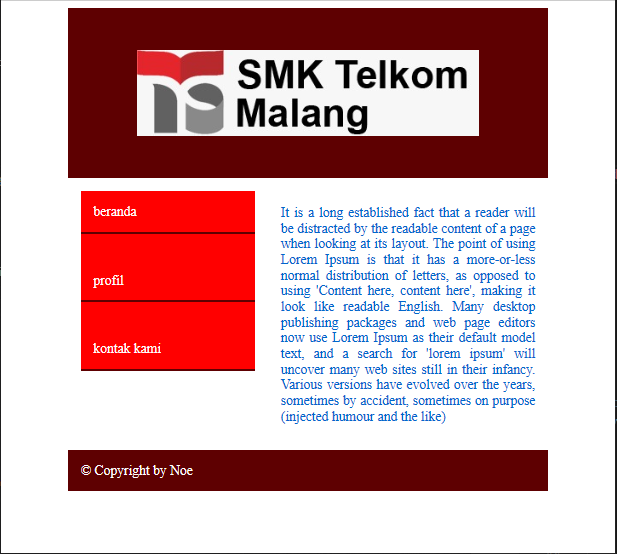 SMK Telkom
Malang
beranda
profil
kontak kami
It is a long established fact that a reader will
be distracted by the readable content of a page
when looking at its layout. The point of using
Lorem Ipsum is that it has a more-or-less
normal distribution of letters, as opposed to
using 'Content here, content here', making it
look like readable English. Many desktop
publishing packages and web page editors
now use Lorem Ipsum as their default model
text, and a search for 'lorem ipsum' will
uncover many web sites still in their infancy.
Various versions have evolved over the years,
sometimes by accident, sometimes on purpose
(injected humour and the like)
© Copyright by Noe